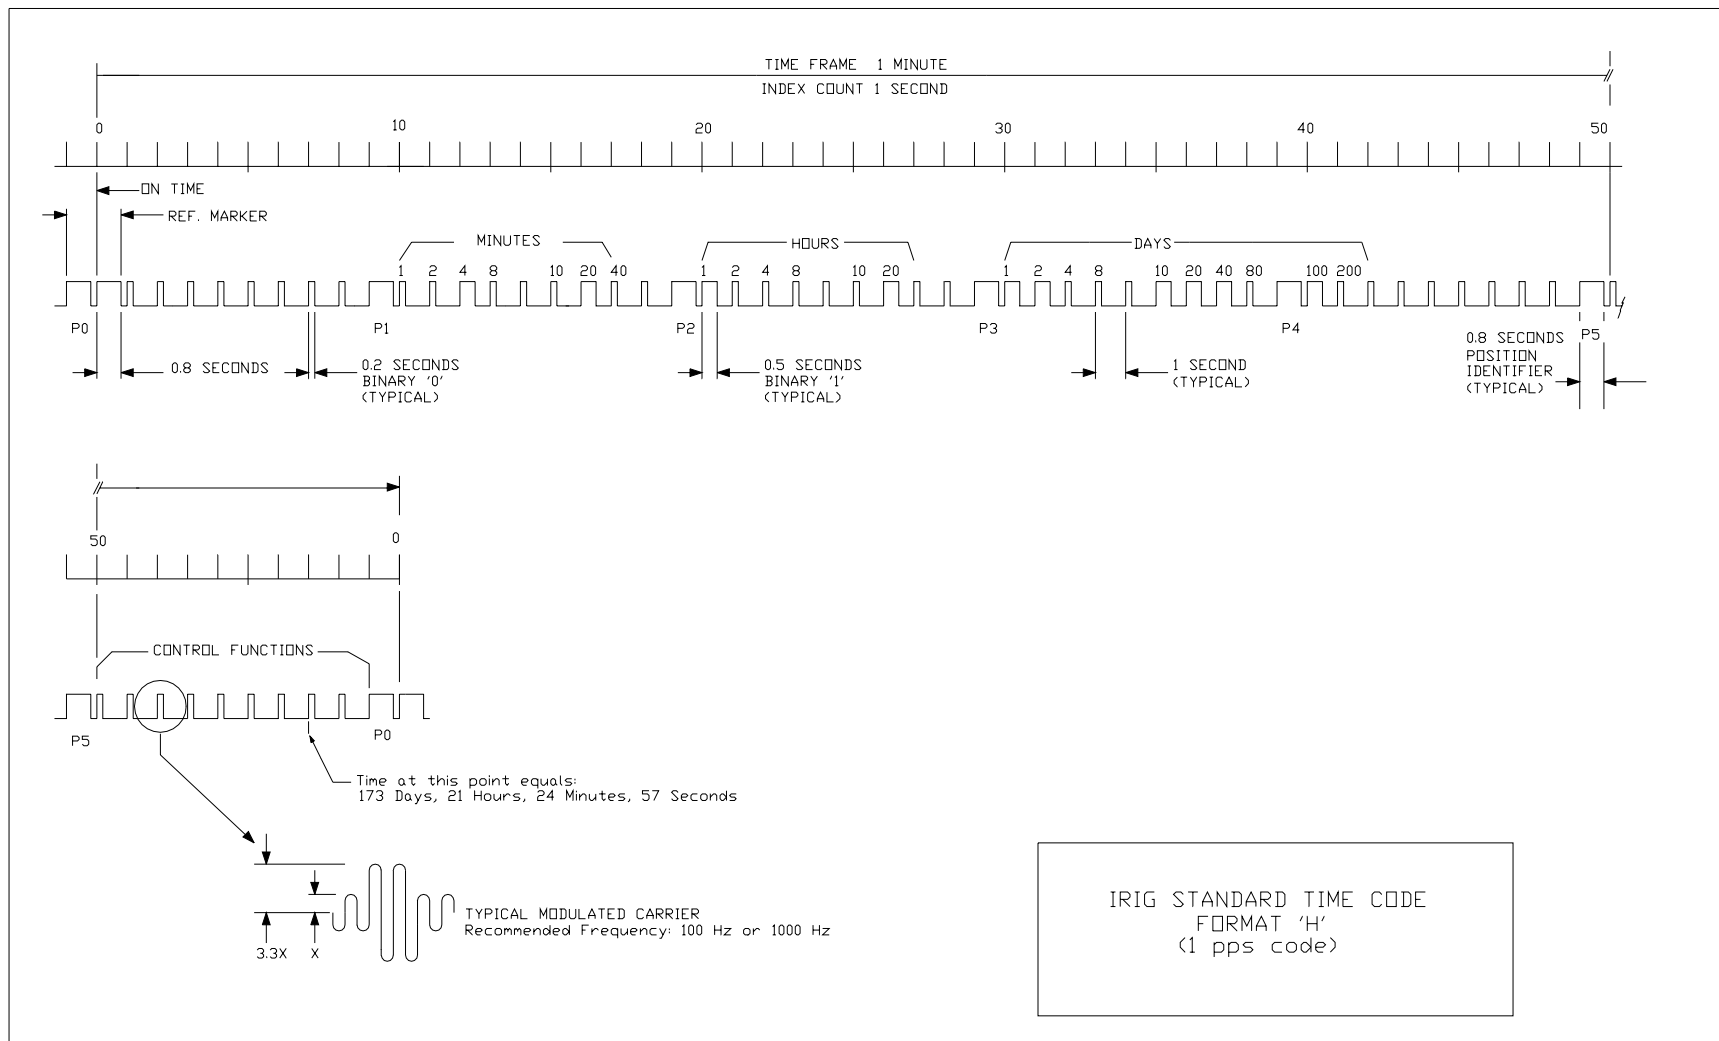 TIME FRAME 1 MINUTE
INDEX COUNT 1 SECOND
0 10 20 30 40 50
ON TIME
REF. MARKER
MINUTES HOURS DAYS
1 2 4 8 10 20 40 1 2 4 8 10 20 1 2 4 8 10 20 40 80 100 200
P0 P1 P2 P3 P4 P5
0.8 SECONDS
0.2 SECONDS
BINARY '0'
(TYPICAL)
0.5 SECONDS
BINARY '1'
(TYPICAL)
1 SECOND
(TYPICAL)
0.8 SECONDS
POSITION
IDENTIFIER
(TYPICAL)
50 0
CONTROL FUNCTIONS
P5 P0
Time at this point equals:
173 Days, 21 Hours, 24 Minutes, 57 Seconds
TYPICAL MODULATED CARRIER
Recommended Frequency: 100 Hz or 1000 Hz
3.3X X
IRIG STANDARD TIME CODE
FORMAT 'H'
(1 pps code)